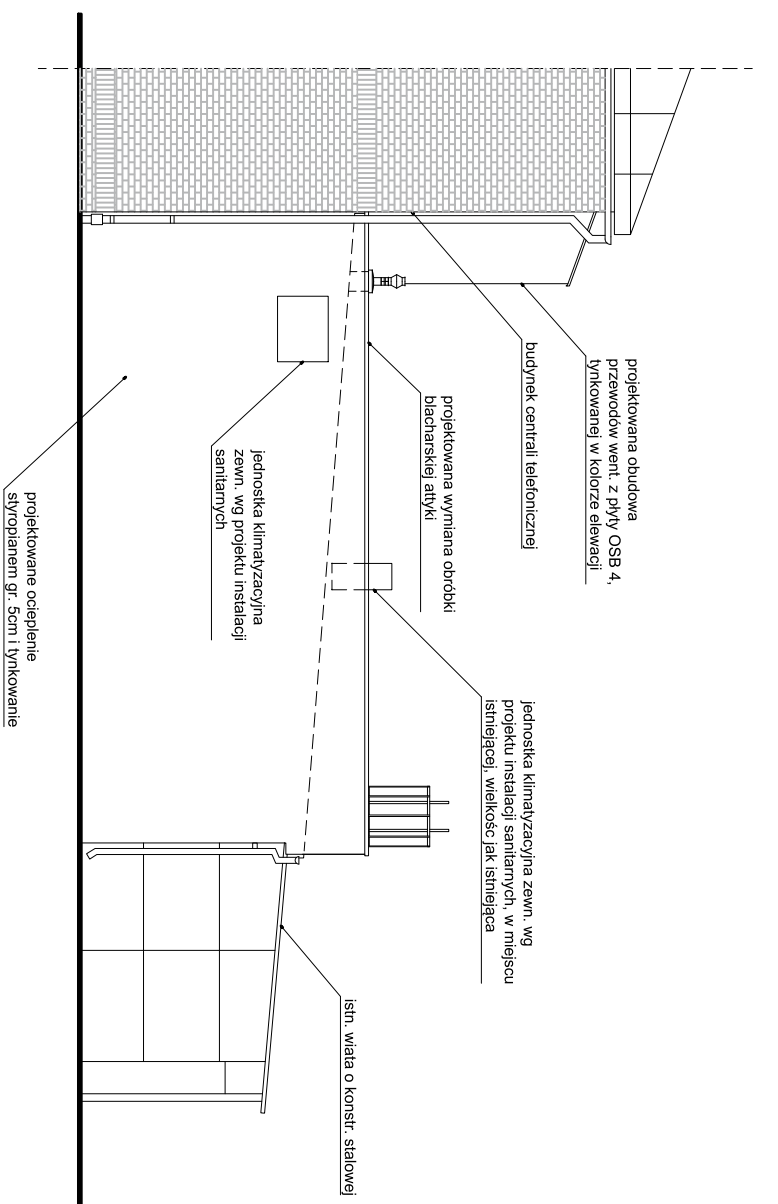 projektowana obudowa
przewodów went. z płyty OSB 4,
tynkowanej w kolorze elewacji
budynek centrali telefonicznej
projektowana wymiana obróbki
blacharskiej attyki
jednostka klimatyzacyjna
zewn. wg projektu instalacji
sanitarnych
projektowane ocieplenie
styropianem gr. 5cm i tynkowanie
jednostka klimatyzacyjna zewn. wg
projektu instalacji sanitarnych, w miejscu
istniejącej, wielkośc jak istniejąca
istn. wiata o konstr. stalowej